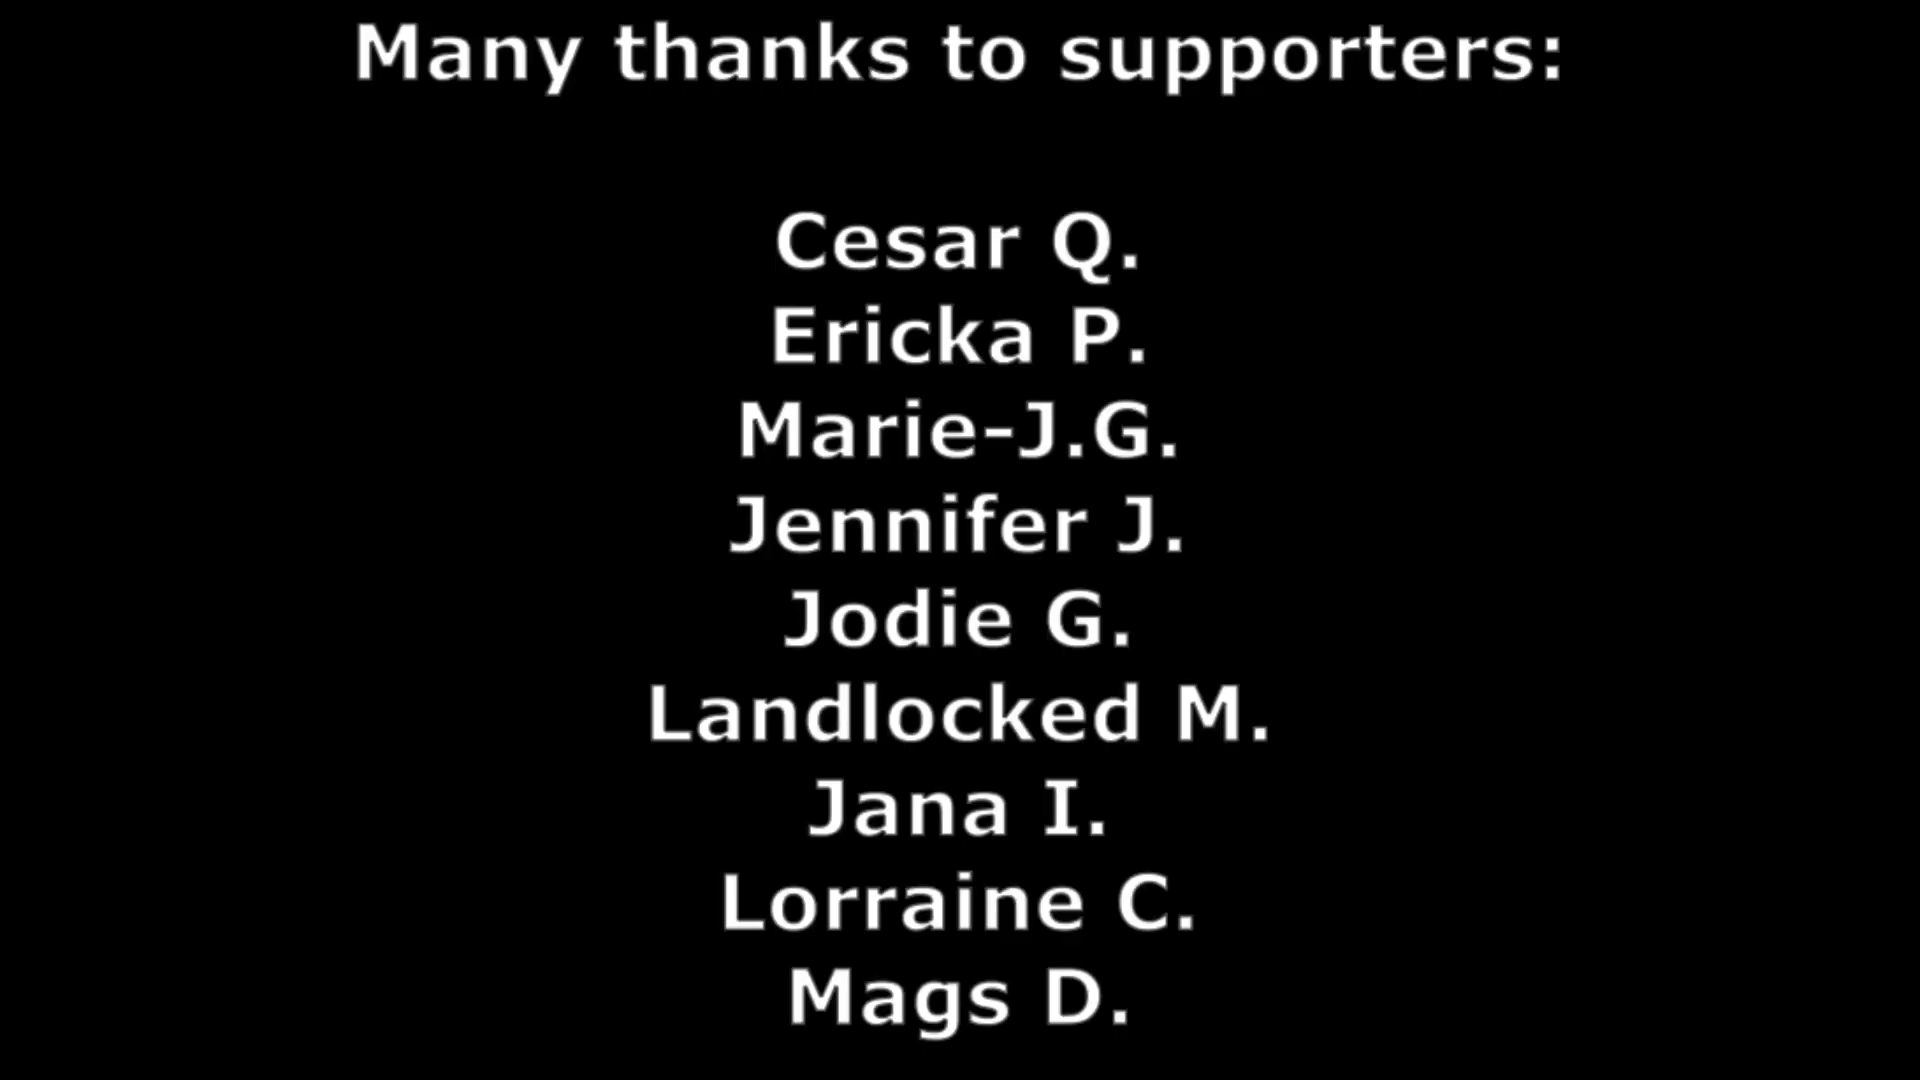 Many thanks to supporters:
Cesar Q.
Ericka P.
Marie-J.G.
Jennifer J.
Jodie G.
Landlocked M.
Jana I.
Lorraine C.
Mags D.